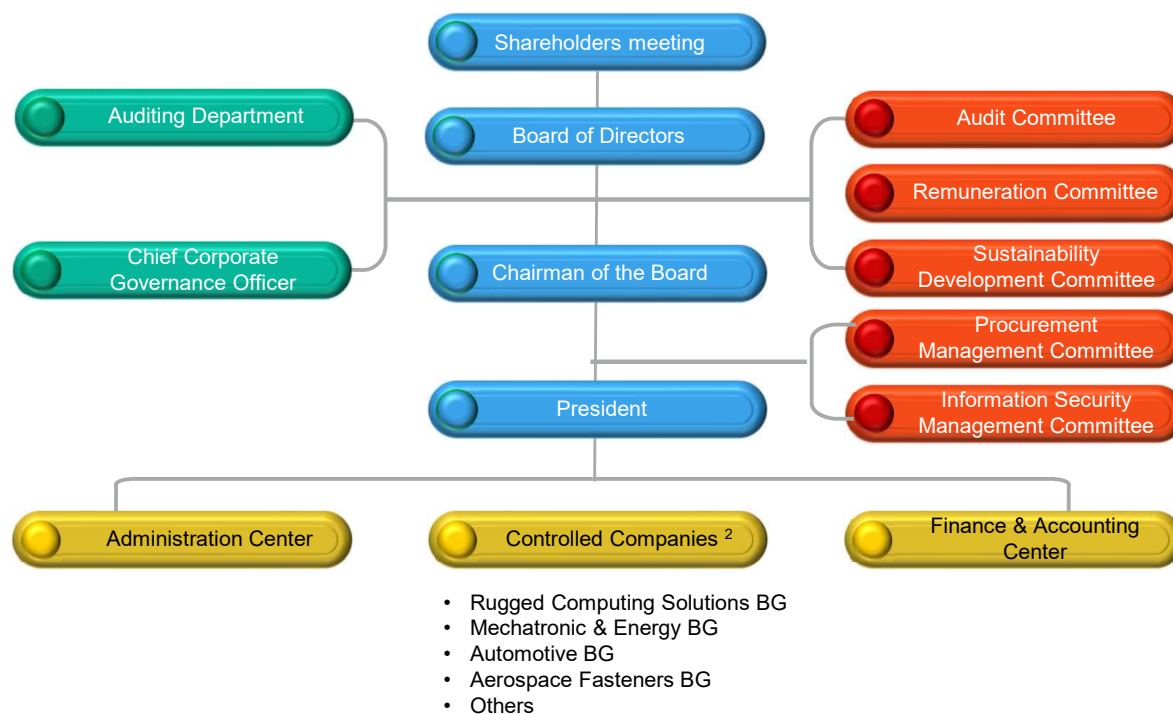 Shareholders meeting
Auditing Department
Board of Directors
Audit Committee
Remuneration Committee
Chief Corporate
Governance Officer
Chairman of the Board
Sustainability
Development Committee
Procurement
Management Committee
President
Information Security
Management Committee
Administration Center
Controlled Companies ²
Finance & Accounting
Center
• Rugged Computing Solutions BG
• Mechatronic & Energy BG
• Automotive BG
• Aerospace Fasteners BG
• Others